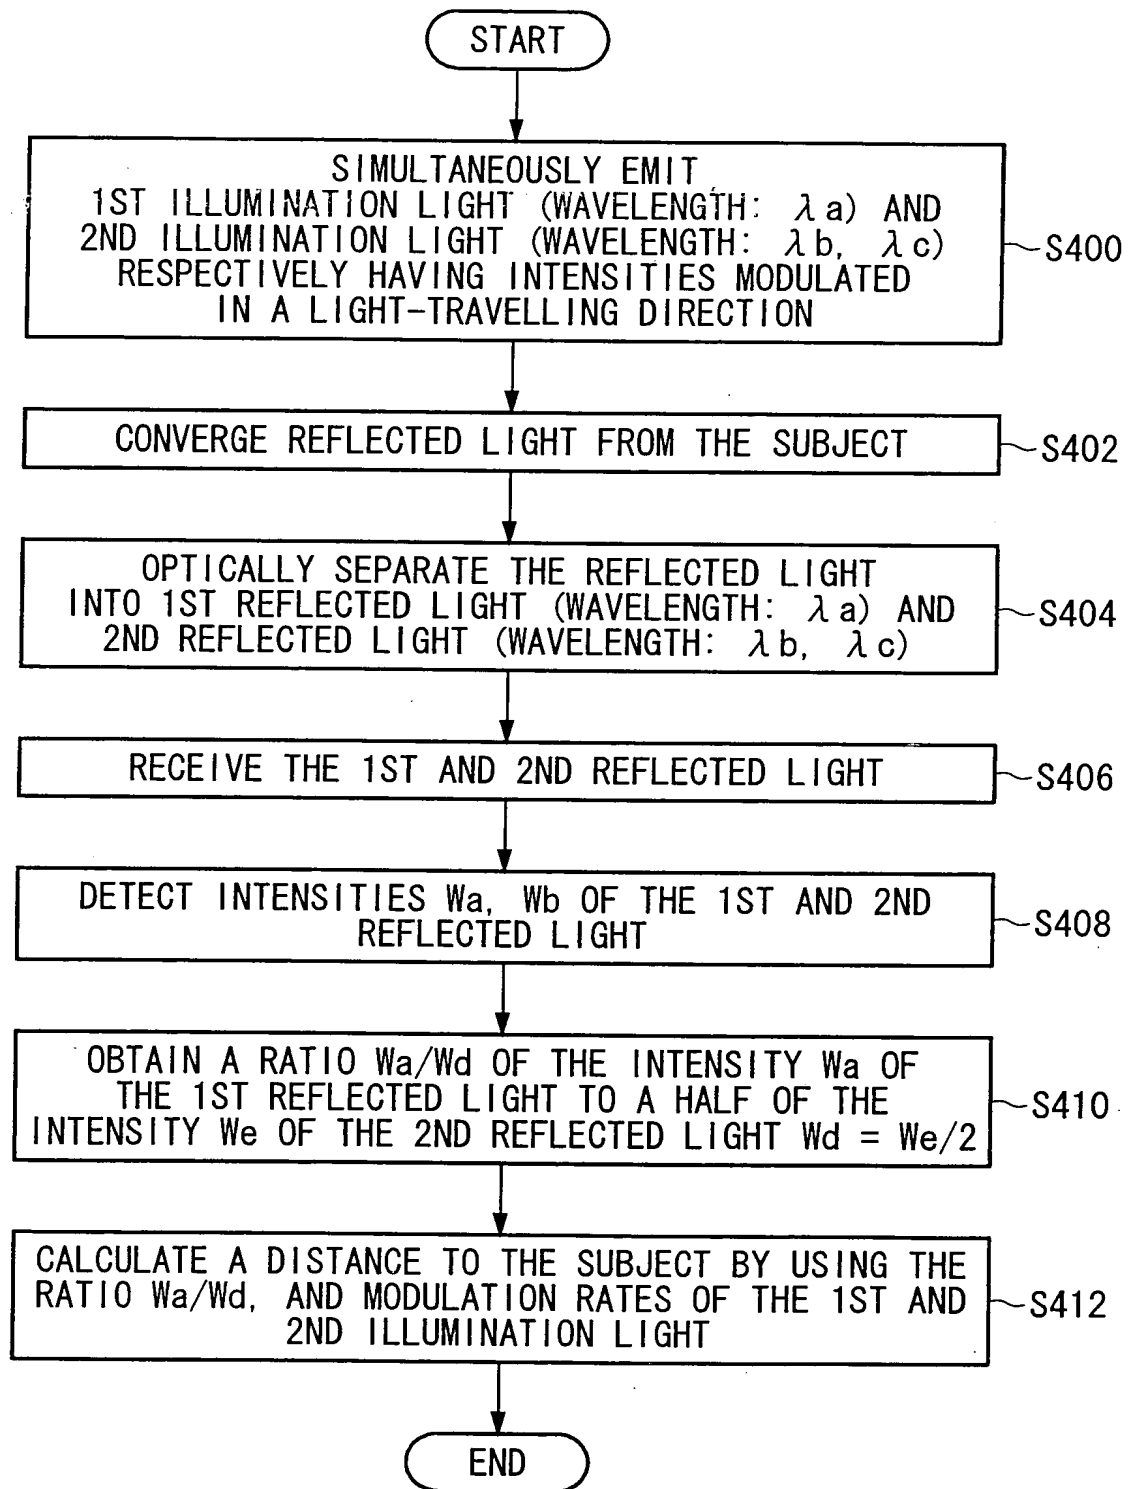 START
SIMULTANEOUSLY EMIT
1ST ILLUMINATION LIGHT (WAVELENGTH: λa) AND
2ND ILLUMINATION LIGHT (WAVELENGTH: λb, λc)
RESPECTIVELY HAVING INTENSITIES MODULATED
IN A LIGHT-TRAVELLING DIRECTION
S400
CONVERGE REFLECTED LIGHT FROM THE SUBJECT
S402
OPTICALLY SEPARATE THE REFLECTED LIGHT
INTO 1ST REFLECTED LIGHT (WAVELENGTH: λa) AND
2ND REFLECTED LIGHT (WAVELENGTH: λb, λc)
S404
RECEIVE THE 1ST AND 2ND REFLECTED LIGHT
S406
DETECT INTENSITIES Wa, Wb OF THE 1ST AND 2ND
REFLECTED LIGHT
S408
OBTAIN A RATIO Wa/Wd OF THE INTENSITY Wa OF
THE 1ST REFLECTED LIGHT TO A HALF OF THE
INTENSITY We OF THE 2ND REFLECTED LIGHT Wd = We/2
S410
CALCULATE A DISTANCE TO THE SUBJECT BY USING THE
RATIO Wa/Wd, AND MODULATION RATES OF THE 1ST AND
2ND ILLUMINATION LIGHT
S412
END